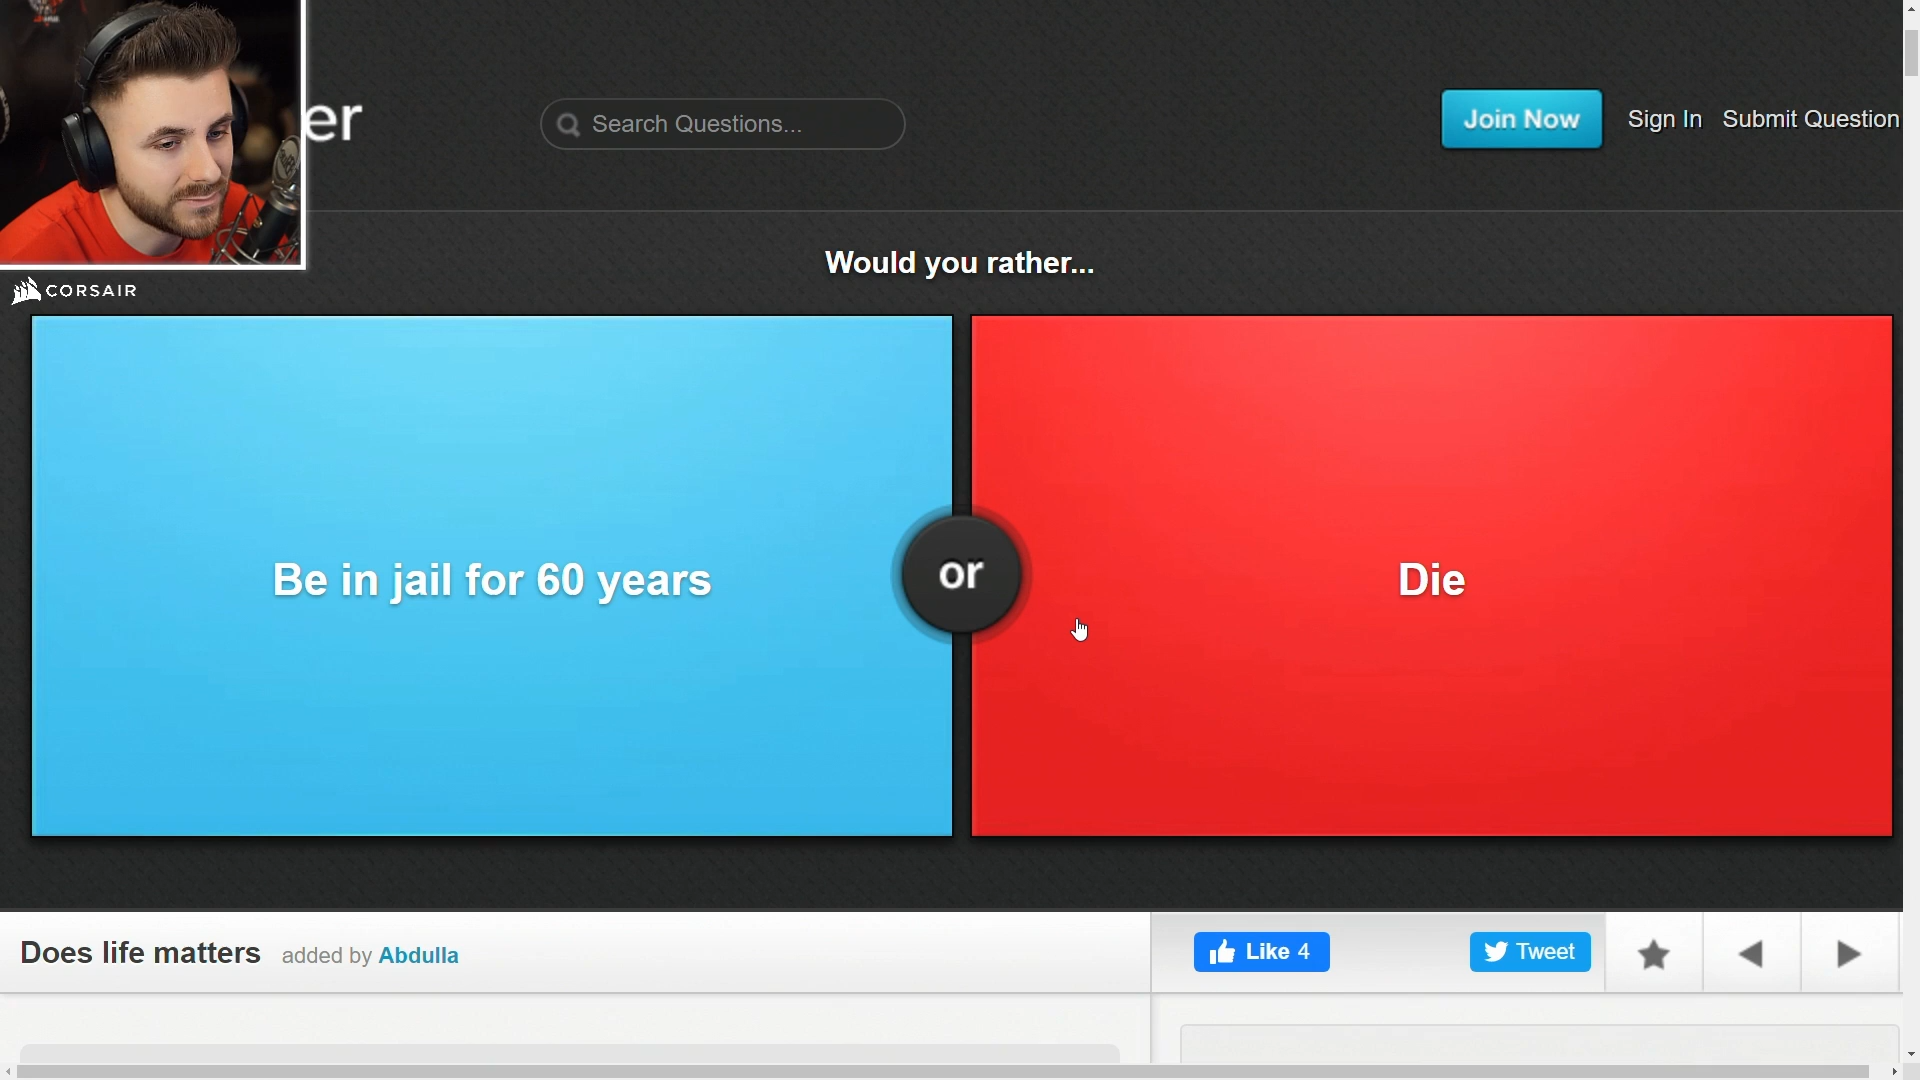 er
Search Questions...
Join Now
Sign In
Submit Question
Would you rather...
CORSAIR
Be in jail for 60 years
or
Die
Does life matters added by Abdulla
Like 4
Tweet